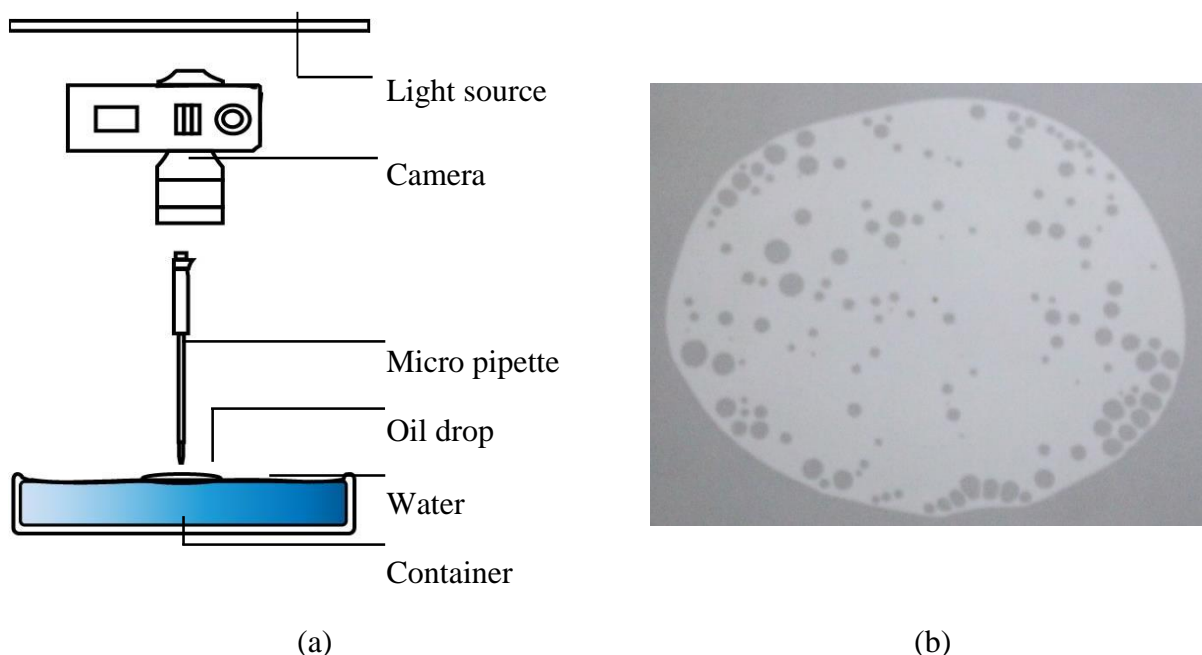 Light source
Camera
Micro pipette
Oil drop
Water
Container
(a)
(b)